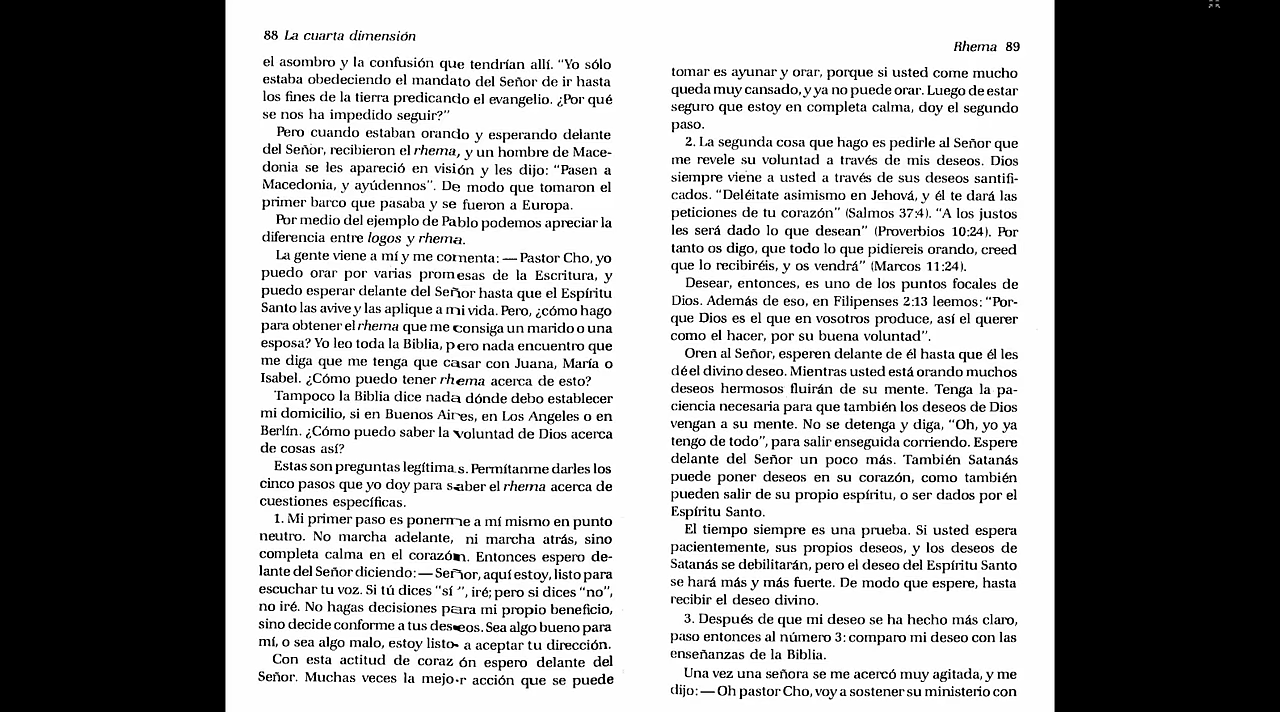 88 La cuarta dimensión
el asombro y la confusión que tendrían allí. "Yo sólo
estaba obedeciendo el mandato del Señor de ir hasta
los fines de la tierra predicando el evangelio. ¿Por qué
se nos ha impedido seguir?"
Pero cuando estaban orando y esperando delante
del Señor, recibieron el rhema, y un hombre de Mace-
donia se les apareció en visión y les dijo: "Pasen a
Macedonia, y ayúdennos". De modo que tomaron el
primer barco que pasaba y se fueron a Europa.
Por medio del ejemplo de Pablo podemos apreciar la
diferencia entre logos y rhema.
La gente viene a mí y me comenta: — Pastor Cho, yo
puedo orar por varias promesas de la Escritura, y
puedo esperar delante del Señor hasta que el Espíritu
Santo las avive y las aplique a mi vida. Pero, ¿cómo hago
para obtener el rhema que me consiga un marido o una
esposa? Yo leo toda la Biblia, pero nada encuentro que
me diga que me tenga que casar con Juana, María o
Isabel. ¿Cómo puedo tener rhema acerca de esto?
Tampoco la Biblia dice nada dónde debo establecer
mi domicilio, si en Buenos Aires, en Los Angeles o en
Berlín. ¿Cómo puedo saber la voluntad de Dios acerca
de cosas así?
Estas son preguntas legítimas. Permítanme darles los
cinco pasos que yo doy para saber el rhema acerca de
cuestiones específicas.
1. Mi primer paso es ponerme a mí mismo en punto
neutro. No marcha adelante, ni marcha atrás, sino
completa calma en el corazón. Entonces espero de-
lante del Señor diciendo: — Señor, aquí estoy, listo para
escuchar tu voz. Si tú dices "sí", iré; pero si dices "no",
no iré. No hagas decisiones para mi propio beneficio,
sino decide conforme a tus deseos. Sea algo bueno para
mí, o sea algo malo, estoy listo a aceptar tu dirección.
Con esta actitud de corazón espero delante del
Señor. Muchas veces la mejor acción que se puede
Rhema 89
tomar es ayunar y orar, porque si usted come mucho
queda muy cansado, y ya no puede orar. Luego de estar
seguro que estoy en completa calma, doy el segundo
paso.
2. La segunda cosa que hago es pedirle al Señor que
me revele su voluntad a través de mis deseos. Dios
siempre viene a usted a través de sus deseos santifi-
cados. "Deléitate asimismo en Jehová, y él te dará las
peticiones de tu corazón" (Salmos 37:4). "A los justos
les será dado lo que desean" (Proverbios 10:24). Por
tanto os digo, que todo lo que pidiereis orando, creed
que lo recibiréis, y os vendrá" (Marcos 11:24).
Desear, entonces, es uno de los puntos focales de
Dios. Además de eso, en Filipenses 2:13 leemos: "Por-
que Dios es el que en vosotros produce, así el querer
como el hacer, por su buena voluntad".
Oren al Señor, esperen delante de él hasta que él les
dé el divino deseo. Mientras usted está orando muchos
deseos hermosos fluirán de su mente. Tenga la pa-
ciencia necesaria para que también los deseos de Dios
vengan a su mente. No se detenga y diga, "Oh, yo ya
tengo de todo", para salir enseguida corriendo. Espere
delante del Señor un poco más. También Satanás
puede poner deseos en su corazón, como también
pueden salir de su propio espíritu, o ser dados por el
Espíritu Santo.
El tiempo siempre es una prueba. Si usted espera
pacientemente, sus propios deseos, y los deseos de
Satanás se debilitarán, pero el deseo del Espíritu Santo
se hará más y más fuerte. De modo que espere, hasta
recibir el deseo divino.
3. Después de que mi deseo se ha hecho más claro,
paso entonces al número 3: comparo mi deseo con las
enseñanzas de la Biblia.
Una vez una señora se me acercó muy agitada, y me
dijo: — Oh pastor Cho, voy a sostener su ministerio con